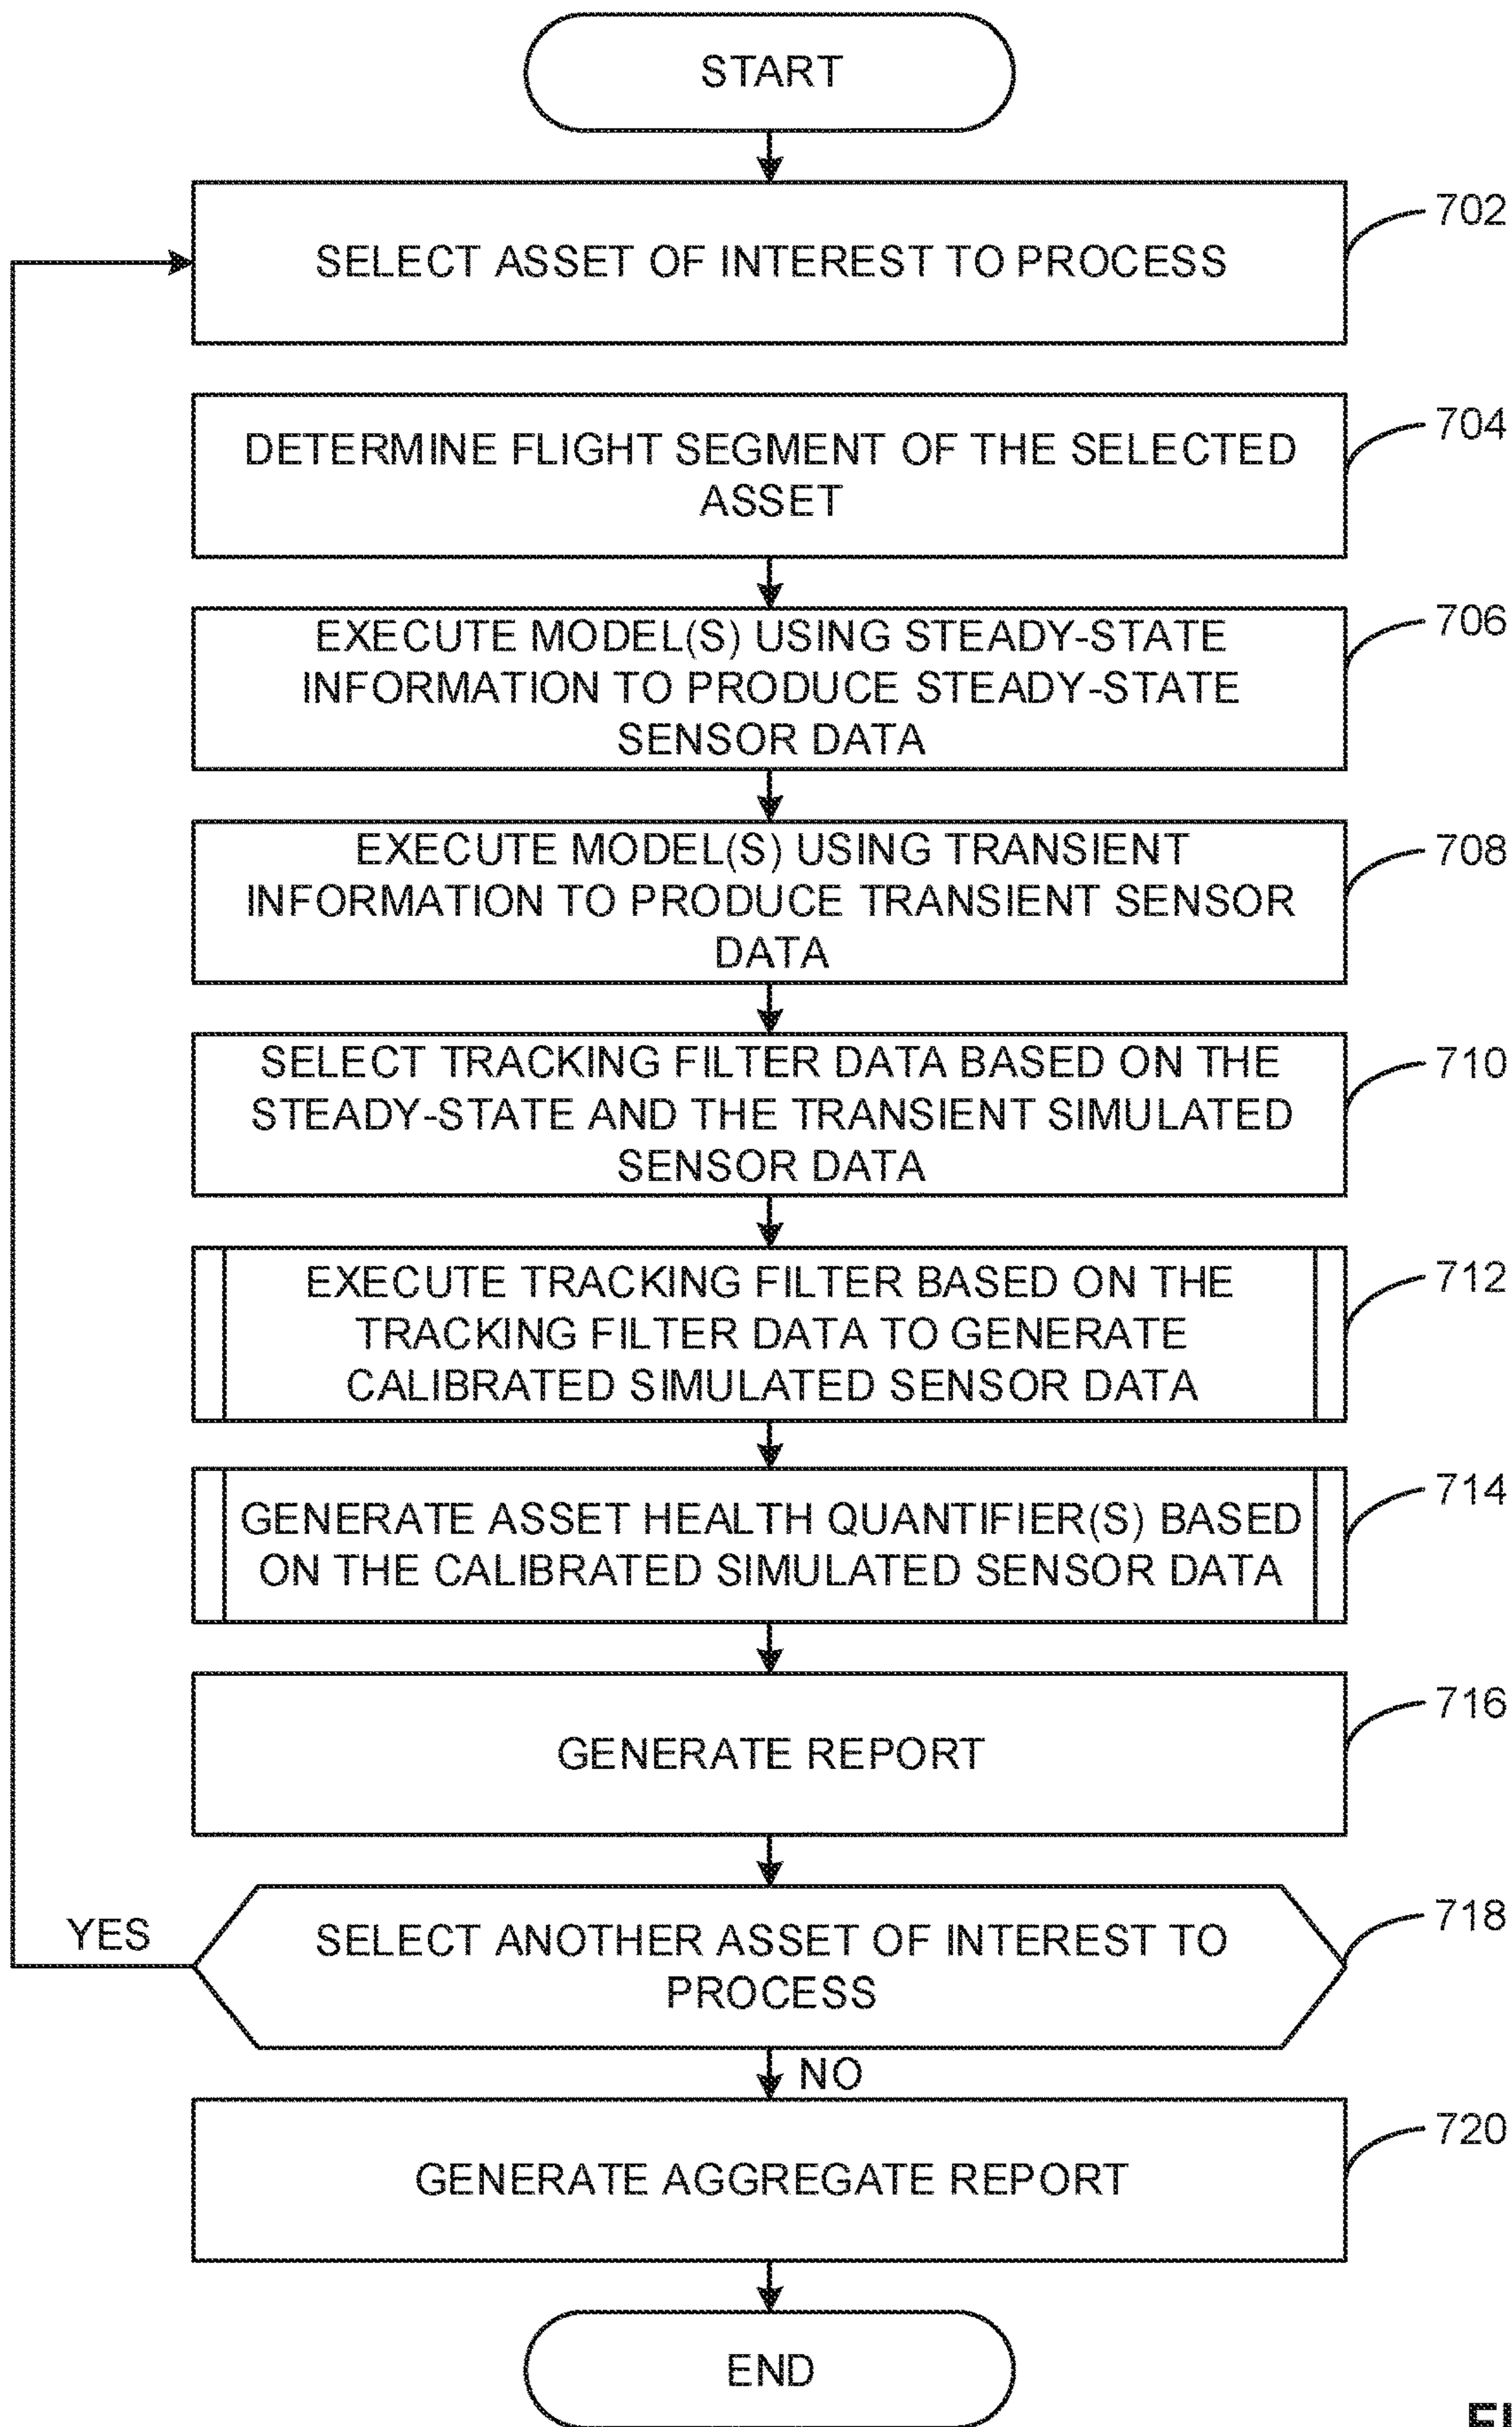 START
SELECT ASSET OF INTEREST TO PROCESS
702
DETERMINE FLIGHT SEGMENT OF THE SELECTED
ASSET
704
EXECUTE MODEL(S) USING STEADY-STATE
INFORMATION TO PRODUCE STEADY-STATE
SENSOR DATA
706
EXECUTE MODEL(S) USING TRANSIENT
INFORMATION TO PRODUCE TRANSIENT SENSOR
DATA
708
SELECT TRACKING FILTER DATA BASED ON THE
STEADY-STATE AND THE TRANSIENT SIMULATED
SENSOR DATA
710
EXECUTE TRACKING FILTER BASED ON THE
TRACKING FILTER DATA TO GENERATE
CALIBRATED SIMULATED SENSOR DATA
712
GENERATE ASSET HEALTH QUANTIFIER(S) BASED
ON THE CALIBRATED SIMULATED SENSOR DATA
714
GENERATE REPORT
716
YES
SELECT ANOTHER ASSET OF INTEREST TO
PROCESS
718
NO
GENERATE AGGREGATE REPORT
720
END